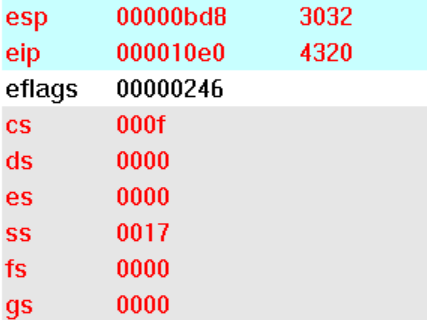 esp 00000bd8 3032
eip 000010e0 4320
eflags 00000246
cs 000f
ds 0000
es 0000
ss 0017
fs 0000
gs 0000